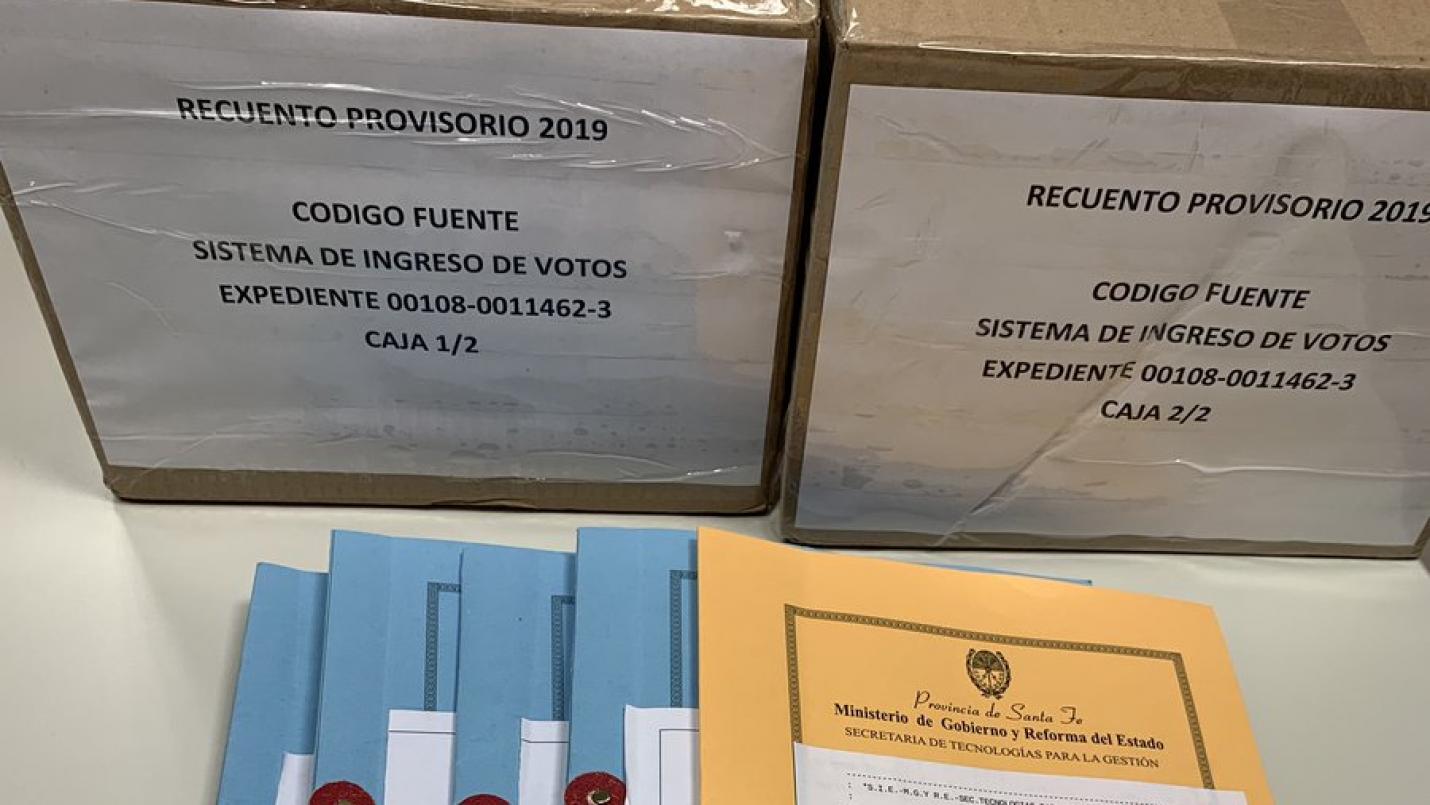 RECUENTO PROVISORIO 2019
CODIGO FUENTE
SISTEMA DE INGRESO DE VOTOS
EXPEDIENTE 00108-0011462-3
CAJA 1/2
RECUENTO PROVISORIO 2019
CODIGO FUENTE
SISTEMA DE INGRESO DE VOTOS
EXPEDIENTE 00108-0011462-3
CAJA 2/2
Provincia de Santa Fe
Ministerio de Gobierno y Reforma del Estado
SECRETARIA DE TECNOLOGÍAS PARA LA GESTIÓN
: *S.I.E.-M.G.Y R.E.-SEC.TECNOLOGIAS